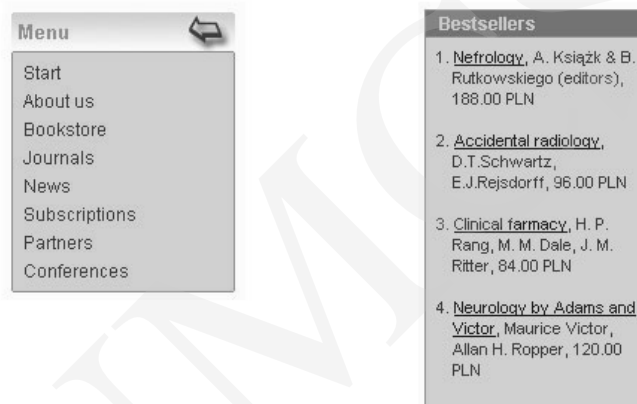 Menu
Start
About us
Bookstore
Journals
News
Subscriptions
Partners
Conferences
Bestsellers
1. Nefrology, A. Książk & B.
Rutkowskiego (editors),
188.00 PLN
2. Accidental radiology,
D.T.Schwartz,
E.J.Rejsdorff, 96.00 PLN
3. Clinical farmacy, H. P.
Rang, M. M. Dale, J. M.
Ritter, 84.00 PLN
4. Neurology by Adams and
Victor, Maurice Victor,
Allan H. Ropper, 120.00
PLN